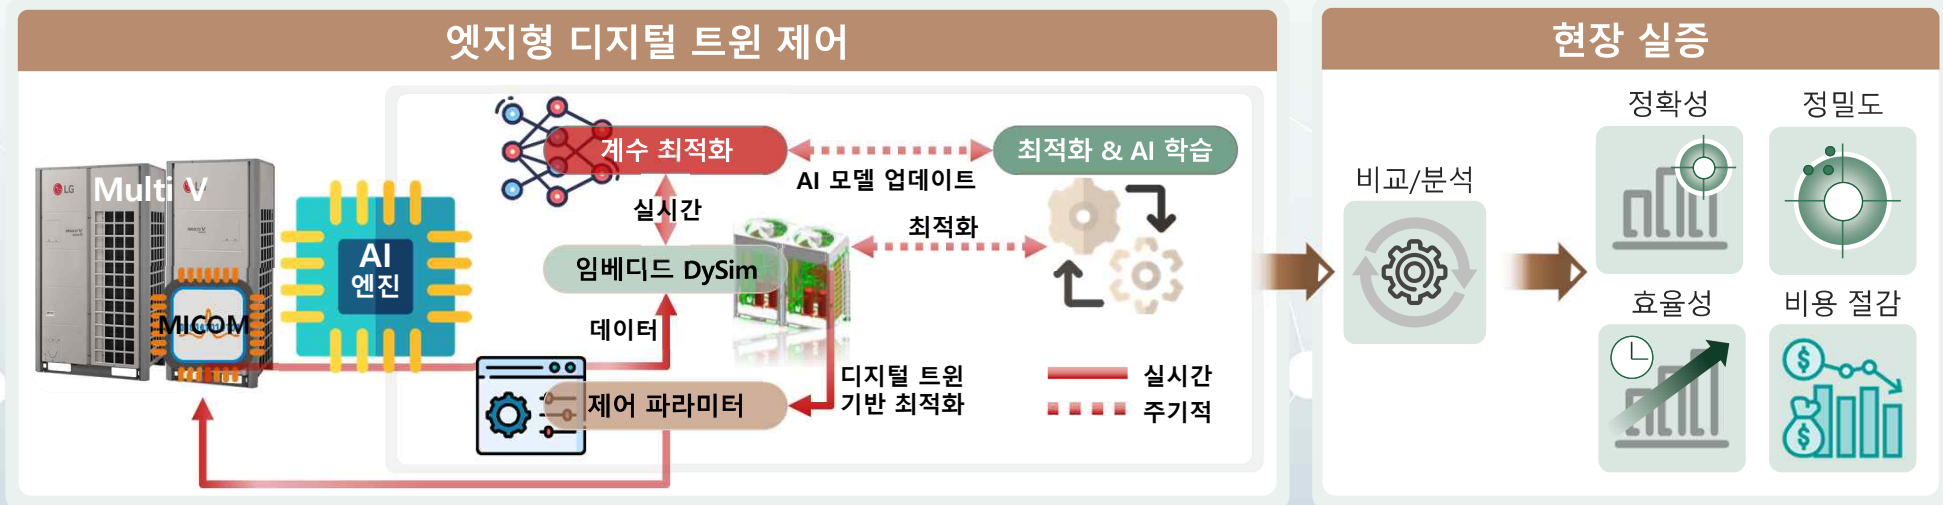 엣지형 디지털 트윈 제어
현장 실증
LG
LG
Multi V
MICOM
AI
엔진
계수 최적화
최적화 & AI 학습
AI 모델 업데이트
실시간
최적화
임베디드 DySim
데이터
제어 파라미터
디지털 트윈
기반 최적화
실시간
주기적
비교/분석
정확성
정밀도
효율성
비용 절감